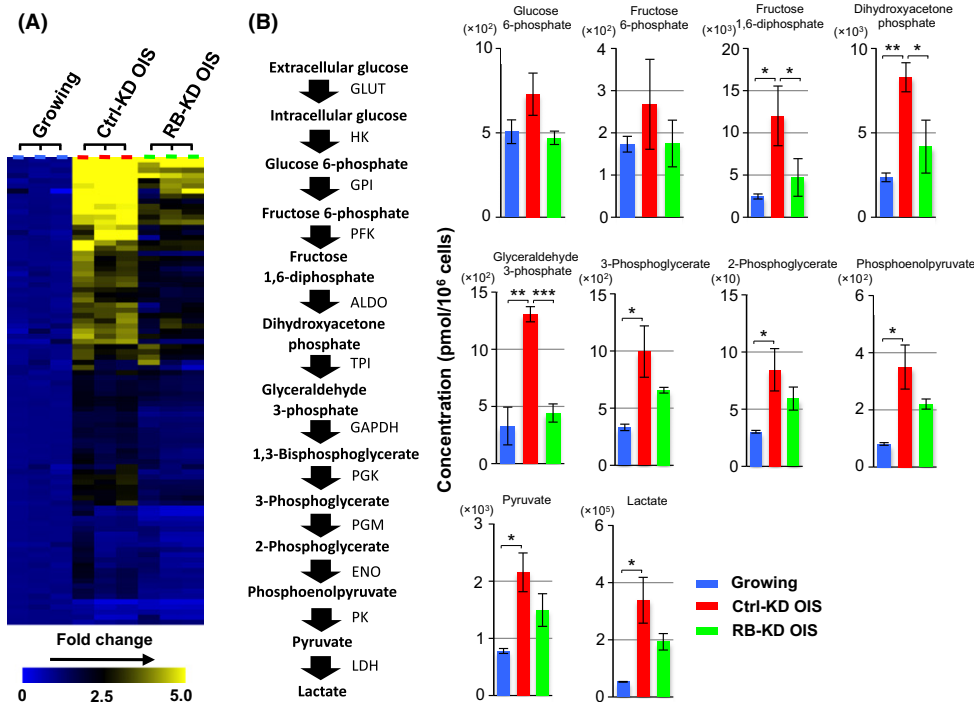 (A)
Growing
Ctrl-KD OIS
RB-KD OIS
Fold change
0
2.5
5.0
(B)
Extracellular glucose
GLUT
Intracellular glucose
HK
Glucose 6-phosphate
GPI
Fructose 6-phosphate
PFK
Fructose
1,6-diphosphate
ALDO
Dihydroxyacetone
phosphate
TPI
Glyceraldehyde
3-phosphate
GAPDH
1,3-Bisphosphoglycerate
PGK
3-Phosphoglycerate
PGM
2-Phosphoglycerate
ENO
Phosphoenolpyruvate
PK
Pyruvate
LDH
Lactate
Concentration (pmol/10⁶ cells)
Glucose
6-phosphate
(×10²)
10
5
0
Fructose
6-phosphate
(×10²)
4
3
2
1
0
Fructose
1,6-diphosphate
(×10³)
20
15
10
5
0
* *
Dihydroxyacetone
phosphate
(×10³)
10
5
0
** *
Glyceraldehyde
3-phosphate
(×10²)
15
10
5
0
** ***
3-Phosphoglycerate
(×10²)
15
10
5
0
*
2-Phosphoglycerate
(×10)
15
10
5
0
*
Phosphoenolpyruvate
(×10²)
6
4
2
0
*
Pyruvate
(×10³)
3
2
1
0
*
Lactate
(×10⁵)
6
4
2
0
*
Growing
Ctrl-KD OIS
RB-KD OIS